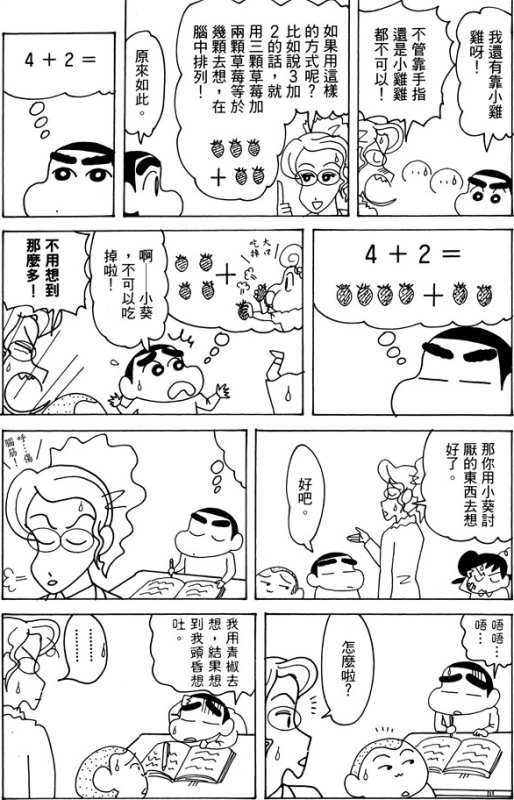 我還有靠小雞
雞呀！
不管靠手指
還是小雞雞
都不可以！
如果用這樣
的方式呢？
比如說3加
2的話，就
用三顆草莓加
兩顆草莓等於
幾顆去想，在
腦中排列！
＋
原來如此。
4＋2＝
4＋2＝
＋
大口
吃掉
＋
啊——小葵
，不可以吃
掉啦！
不用想到
那麼多！
那你用小葵討
厭的東西去想
好了。
好吧。
呼…傷
腦筋！
唔唔…
唔…
怎麼啦？
我用青椒去
想，結果想
到我頭昏想
吐。
………